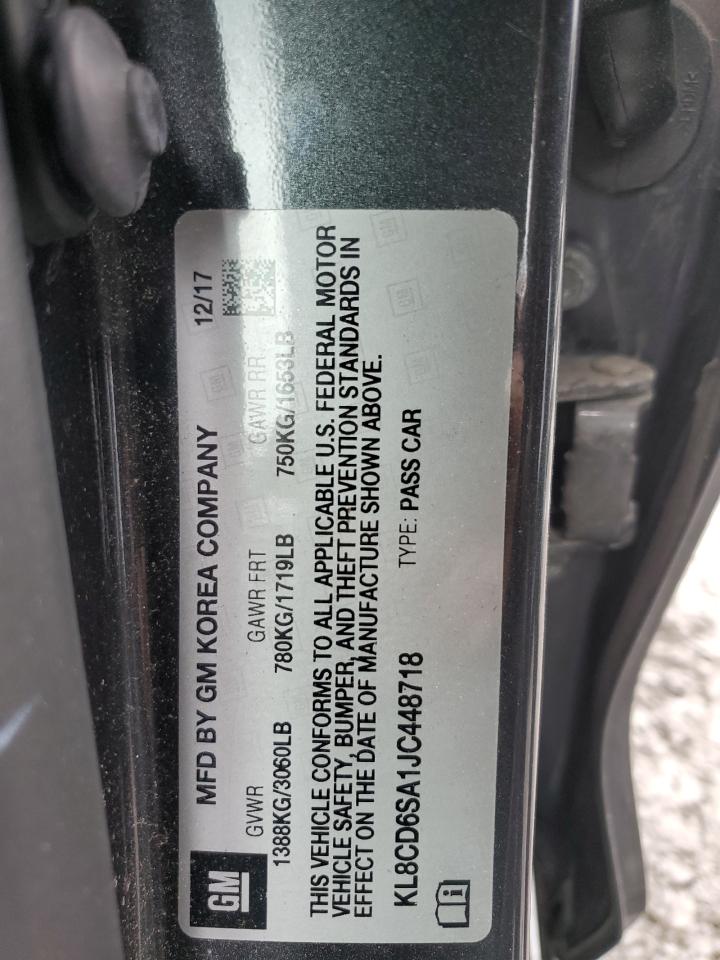 GM
MFD BY GM KOREA COMPANY 12/17
GVWR GAWR FRT GAWR RR
1388KG/3060LB 780KG/1719LB 750KG/1653LB
THIS VEHICLE CONFORMS TO ALL APPLICABLE U.S. FEDERAL MOTOR
VEHICLE SAFETY, BUMPER, AND THEFT PREVENTION STANDARDS IN
EFFECT ON THE DATE OF MANUFACTURE SHOWN ABOVE.
KL8CD6SA1JC448718 TYPE: PASS CAR